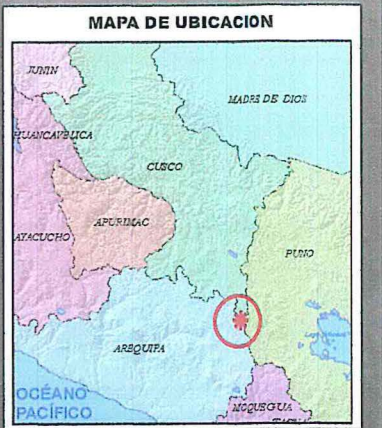 MAPA DE UBICACION
JUNIN
MADRE DE DIOS
HUANCAVELICA
CUSCO
APURIMAC
AYACUCHO
PUNO
AREQUIPA
OCÉANO
PACÍFICO
MOQUEGUA